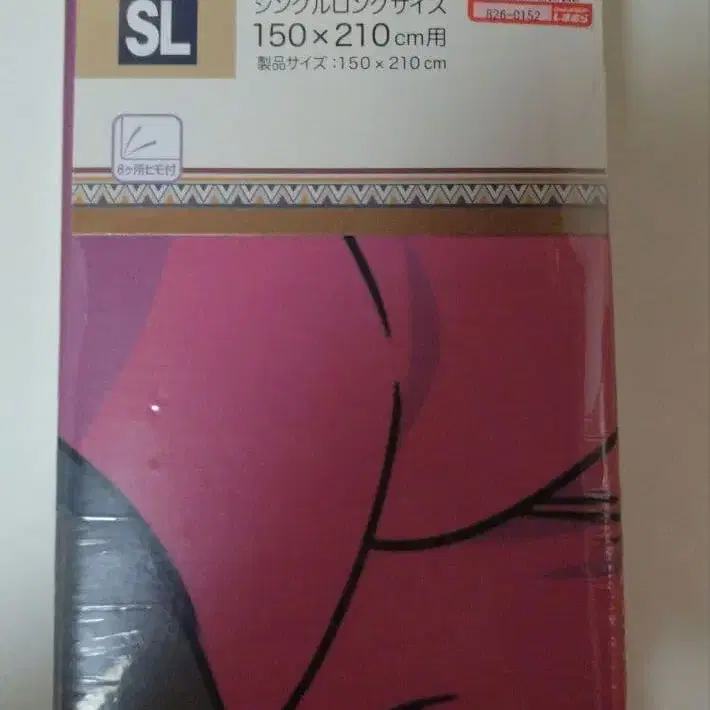 SL
シングルロングサイズ
150×210cm用
製品サイズ:150×210cm
826-0152
しまむら
6ヶ所ヒモ付